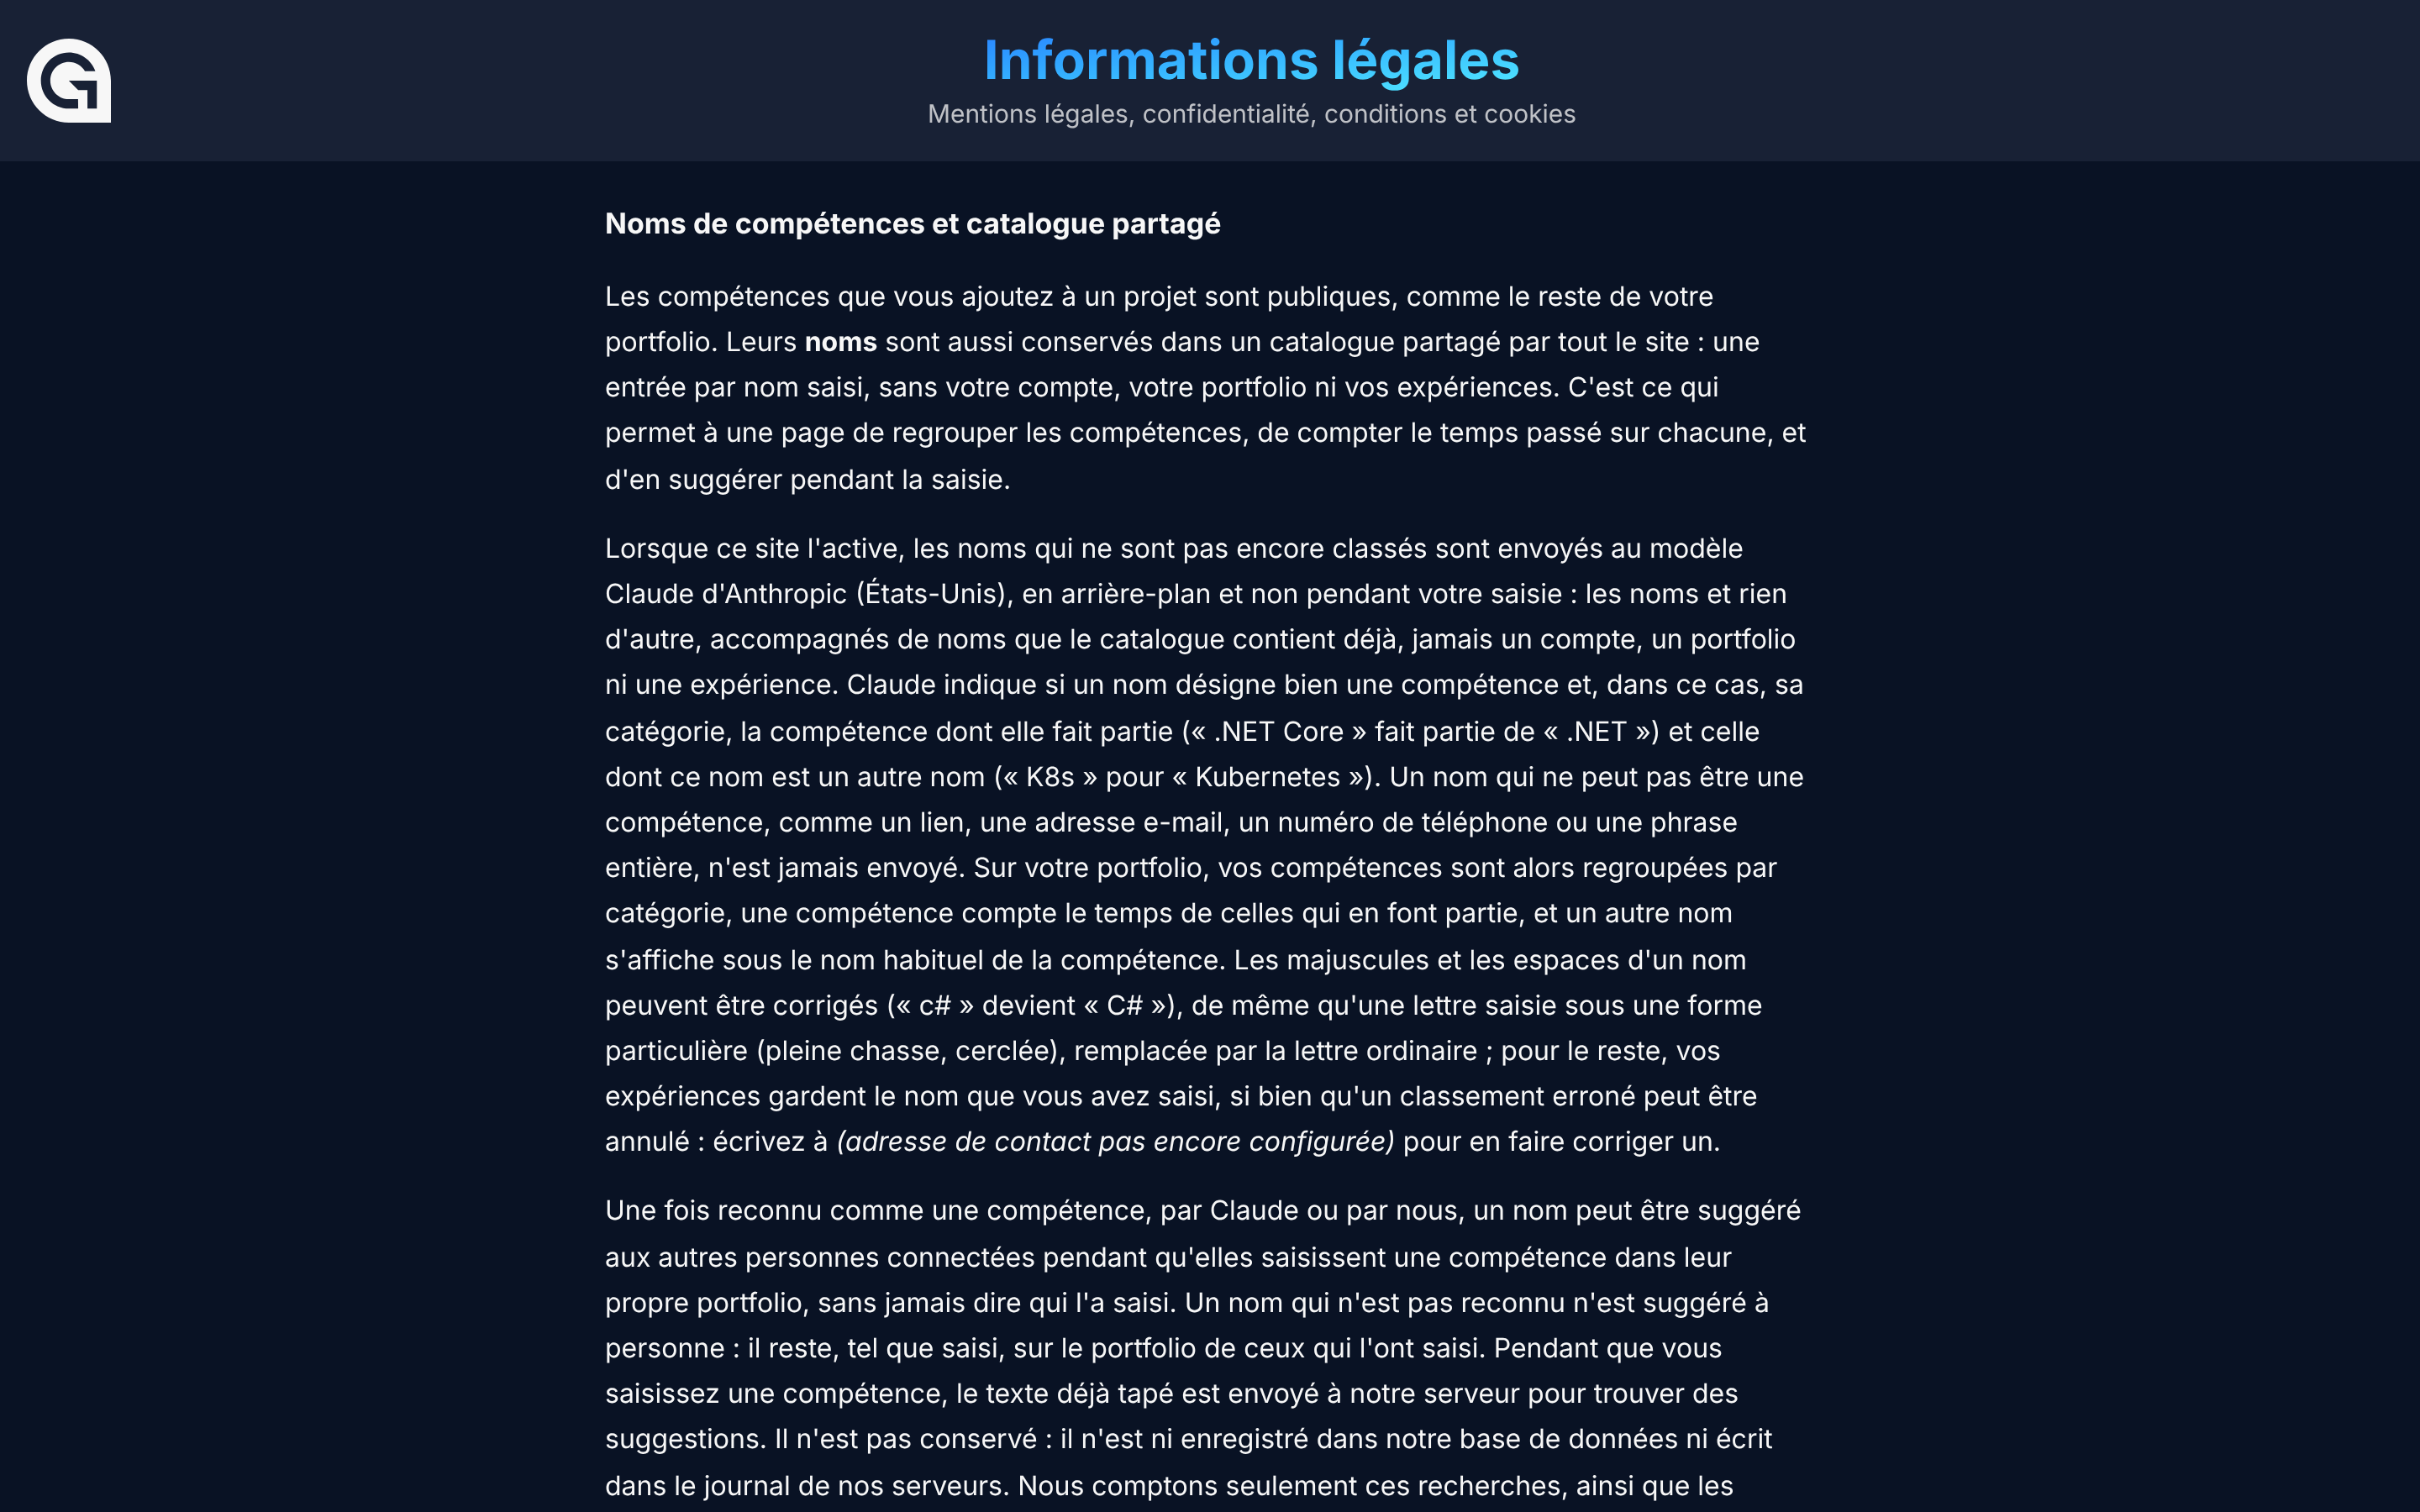 Informations légales
Mentions légales, confidentialité, conditions et cookies
Noms de compétences et catalogue partagé
Les compétences que vous ajoutez à un projet sont publiques, comme le reste de votre
portfolio. Leurs noms sont aussi conservés dans un catalogue partagé par tout le site : une
entrée par nom saisi, sans votre compte, votre portfolio ni vos expériences. C'est ce qui
permet à une page de regrouper les compétences, de compter le temps passé sur chacune, et
d'en suggérer pendant la saisie.
Lorsque ce site l'active, les noms qui ne sont pas encore classés sont envoyés au modèle
Claude d'Anthropic (États-Unis), en arrière-plan et non pendant votre saisie : les noms et rien
d'autre, accompagnés de noms que le catalogue contient déjà, jamais un compte, un portfolio
ni une expérience. Claude indique si un nom désigne bien une compétence et, dans ce cas, sa
catégorie, la compétence dont elle fait partie (« .NET Core » fait partie de « .NET ») et celle
dont ce nom est un autre nom (« K8s » pour « Kubernetes »). Un nom qui ne peut pas être une
compétence, comme un lien, une adresse e-mail, un numéro de téléphone ou une phrase
entière, n'est jamais envoyé. Sur votre portfolio, vos compétences sont alors regroupées par
catégorie, une compétence compte le temps de celles qui en font partie, et un autre nom
s'affiche sous le nom habituel de la compétence. Les majuscules et les espaces d'un nom
peuvent être corrigés (« c# » devient « C# »), de même qu'une lettre saisie sous une forme
particulière (pleine chasse, cerclée), remplacée par la lettre ordinaire ; pour le reste, vos
expériences gardent le nom que vous avez saisi, si bien qu'un classement erroné peut être
annulé : écrivez à (adresse de contact pas encore configurée) pour en faire corriger un.
Une fois reconnu comme une compétence, par Claude ou par nous, un nom peut être suggéré
aux autres personnes connectées pendant qu'elles saisissent une compétence dans leur
propre portfolio, sans jamais dire qui l'a saisi. Un nom qui n'est pas reconnu n'est suggéré à
personne : il reste, tel que saisi, sur le portfolio de ceux qui l'ont saisi. Pendant que vous
saisissez une compétence, le texte déjà tapé est envoyé à notre serveur pour trouver des
suggestions. Il n'est pas conservé : il n'est ni enregistré dans notre base de données ni écrit
dans le journal de nos serveurs. Nous comptons seulement ces recherches, ainsi que les